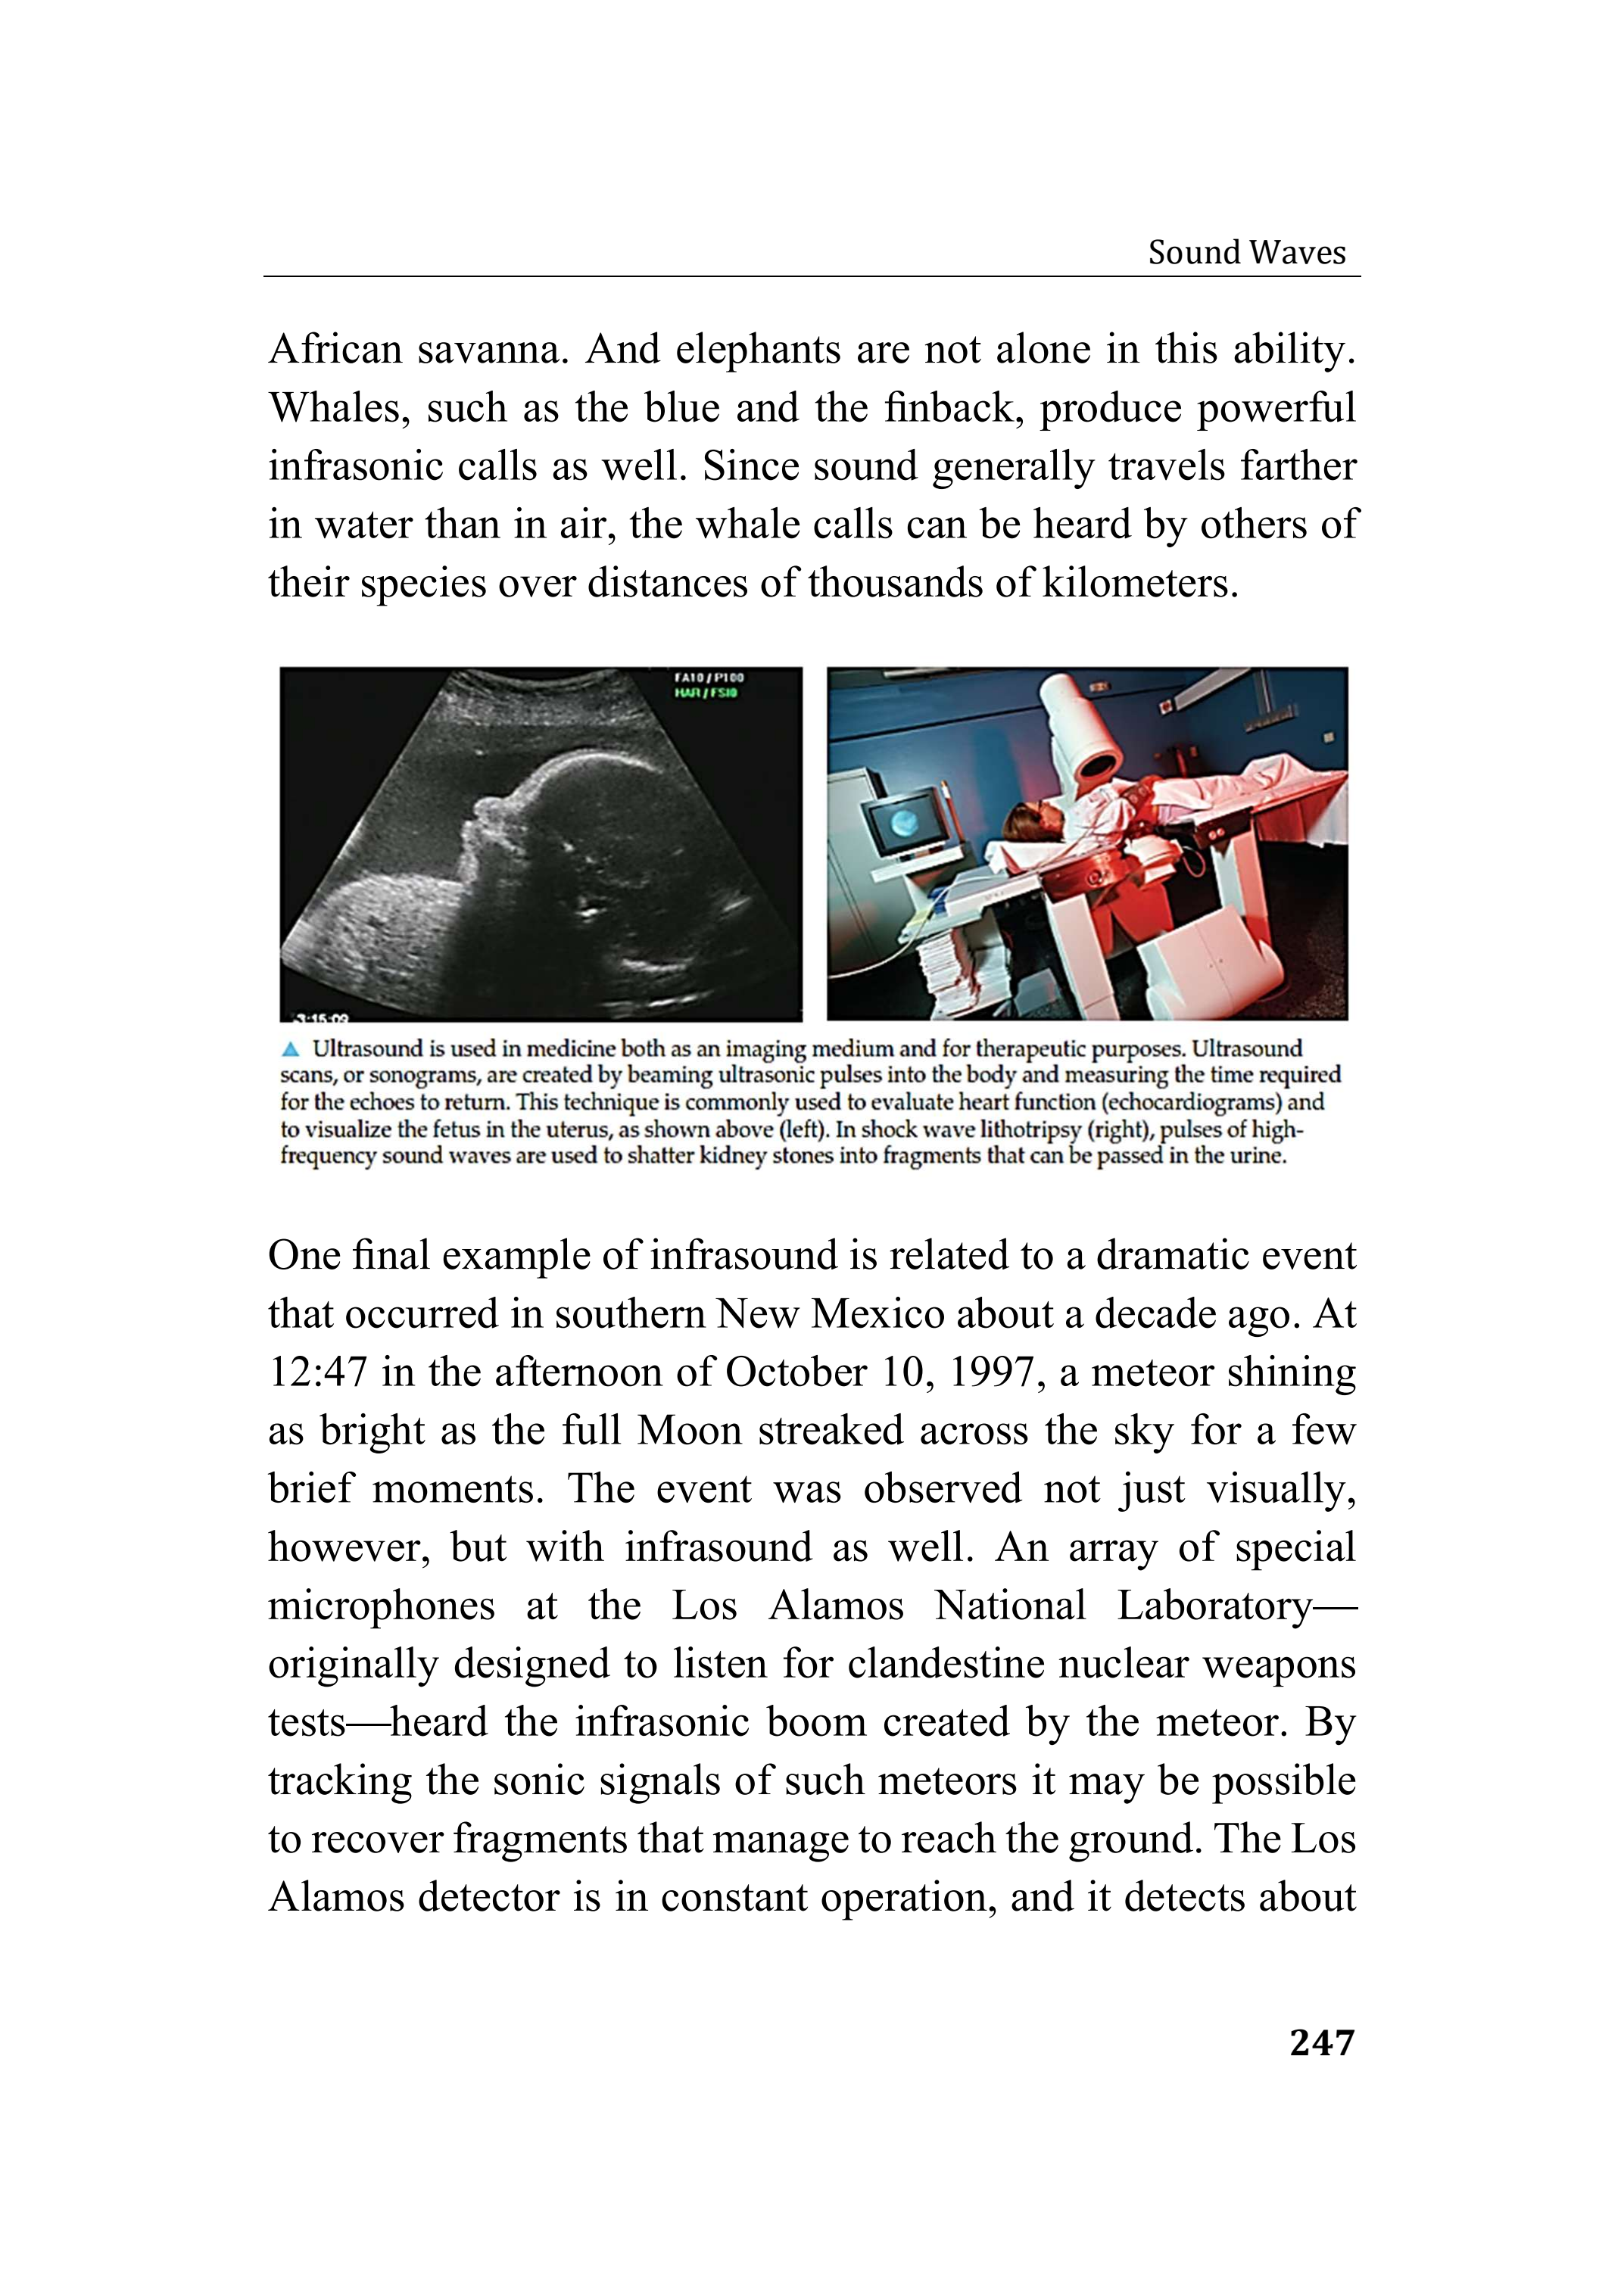 Sound Waves
African savanna. And elephants are not alone in this ability.
Whales, such as the blue and the finback, produce powerful
infrasonic calls as well. Since sound generally travels farther
in water than in air, the whale calls can be heard by others of
their species over distances of thousands of kilometers.
FA10 / P100
HAR / FSI0
-3:15:09
▲ Ultrasound is used in medicine both as an imaging medium and for therapeutic purposes. Ultrasound
scans, or sonograms, are created by beaming ultrasonic pulses into the body and measuring the time required
for the echoes to return. This technique is commonly used to evaluate heart function (echocardiograms) and
to visualize the fetus in the uterus, as shown above (left). In shock wave lithotripsy (right), pulses of high-
frequency sound waves are used to shatter kidney stones into fragments that can be passed in the urine.
One final example of infrasound is related to a dramatic event
that occurred in southern New Mexico about a decade ago. At
12:47 in the afternoon of October 10, 1997, a meteor shining
as bright as the full Moon streaked across the sky for a few
brief moments. The event was observed not just visually,
however, but with infrasound as well. An array of special
microphones at the Los Alamos National Laboratory—
originally designed to listen for clandestine nuclear weapons
tests—heard the infrasonic boom created by the meteor. By
tracking the sonic signals of such meteors it may be possible
to recover fragments that manage to reach the ground. The Los
Alamos detector is in constant operation, and it detects about
247